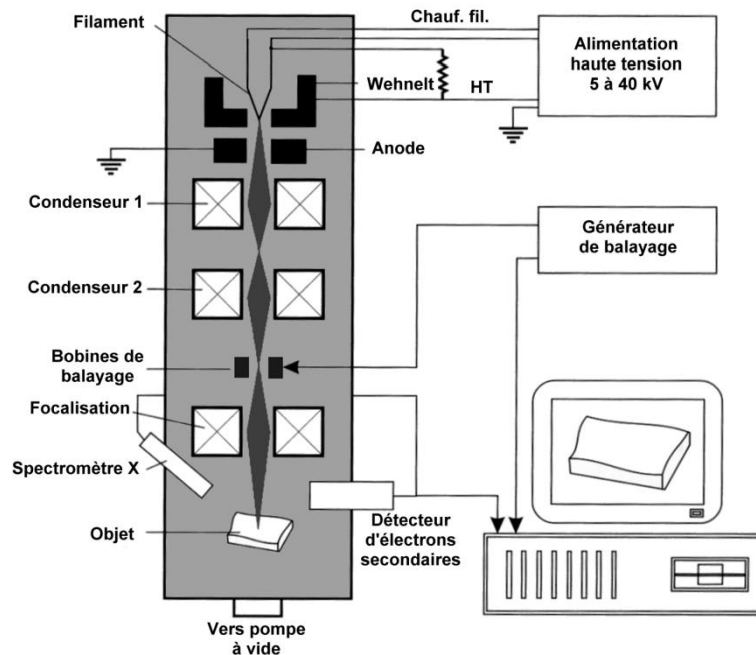 Filament
Chauf. fil.
Alimentation
haute tension
5 à 40 kV
Wehnelt
HT
Anode
Condenseur 1
Générateur
de balayage
Condenseur 2
Bobines de
balayage
Focalisation
Spectromètre X
Objet
Détecteur
d'électrons
secondaires
Vers pompe
à vide